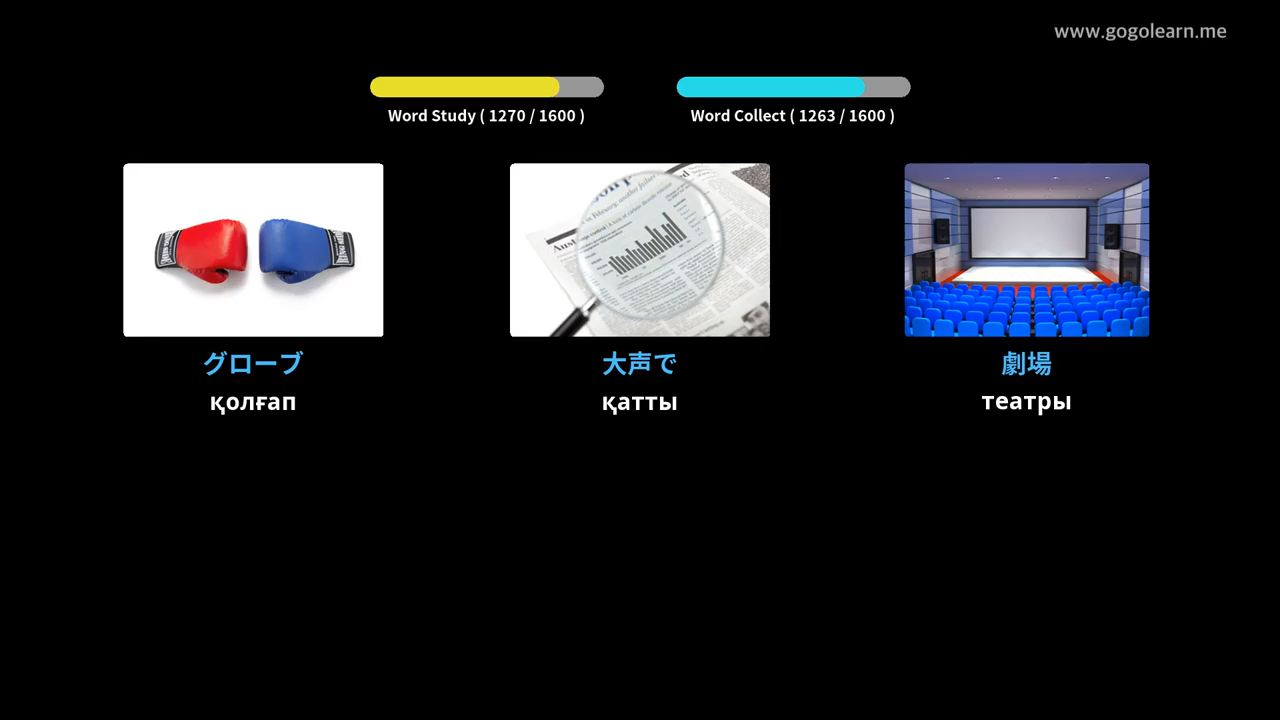 www.gogolearn.me
Word Study ( 1270 / 1600 )
Word Collect ( 1263 / 1600 )
グローブ
大声で
劇場
қолғап
қатты
театры